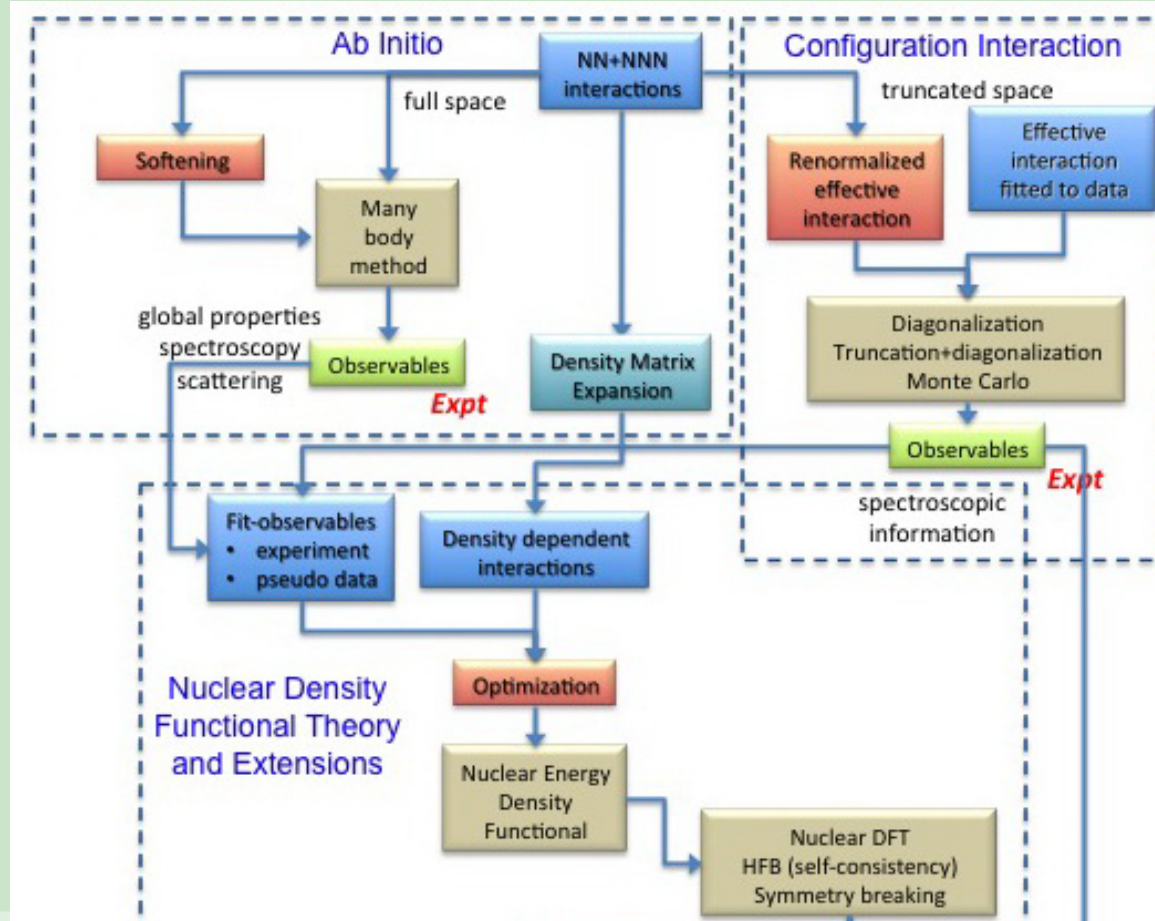 Ab Initio
NN+NNN
interactions
Configuration Interaction
full space
truncated space
Softening
Many
body
method
Renormalized
effective
interaction
Effective
interaction
fitted to data
global properties
spectroscopy
scattering
Observables
Expt
Density Matrix
Expansion
Diagonalization
Truncation+diagonalization
Monte Carlo
Observables
Expt
spectroscopic
information
Fit-observables
• experiment
• pseudo data
Density dependent
interactions
Nuclear Density
Functional Theory
and Extensions
Optimization
Nuclear Energy
Density
Functional
Nuclear DFT
HFB (self-consistency)
Symmetry breaking